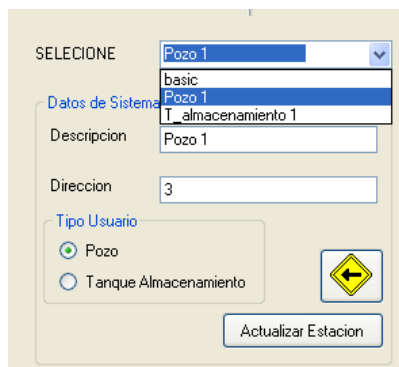 SELECIONE
Pozo 1
basic
Pozo 1
T_almacenamiento 1
Datos de Sistema
Descripcion
Pozo 1
Direccion
3
Tipo Usuario
Pozo
Tanque Almacenamiento
Actualizar Estacion